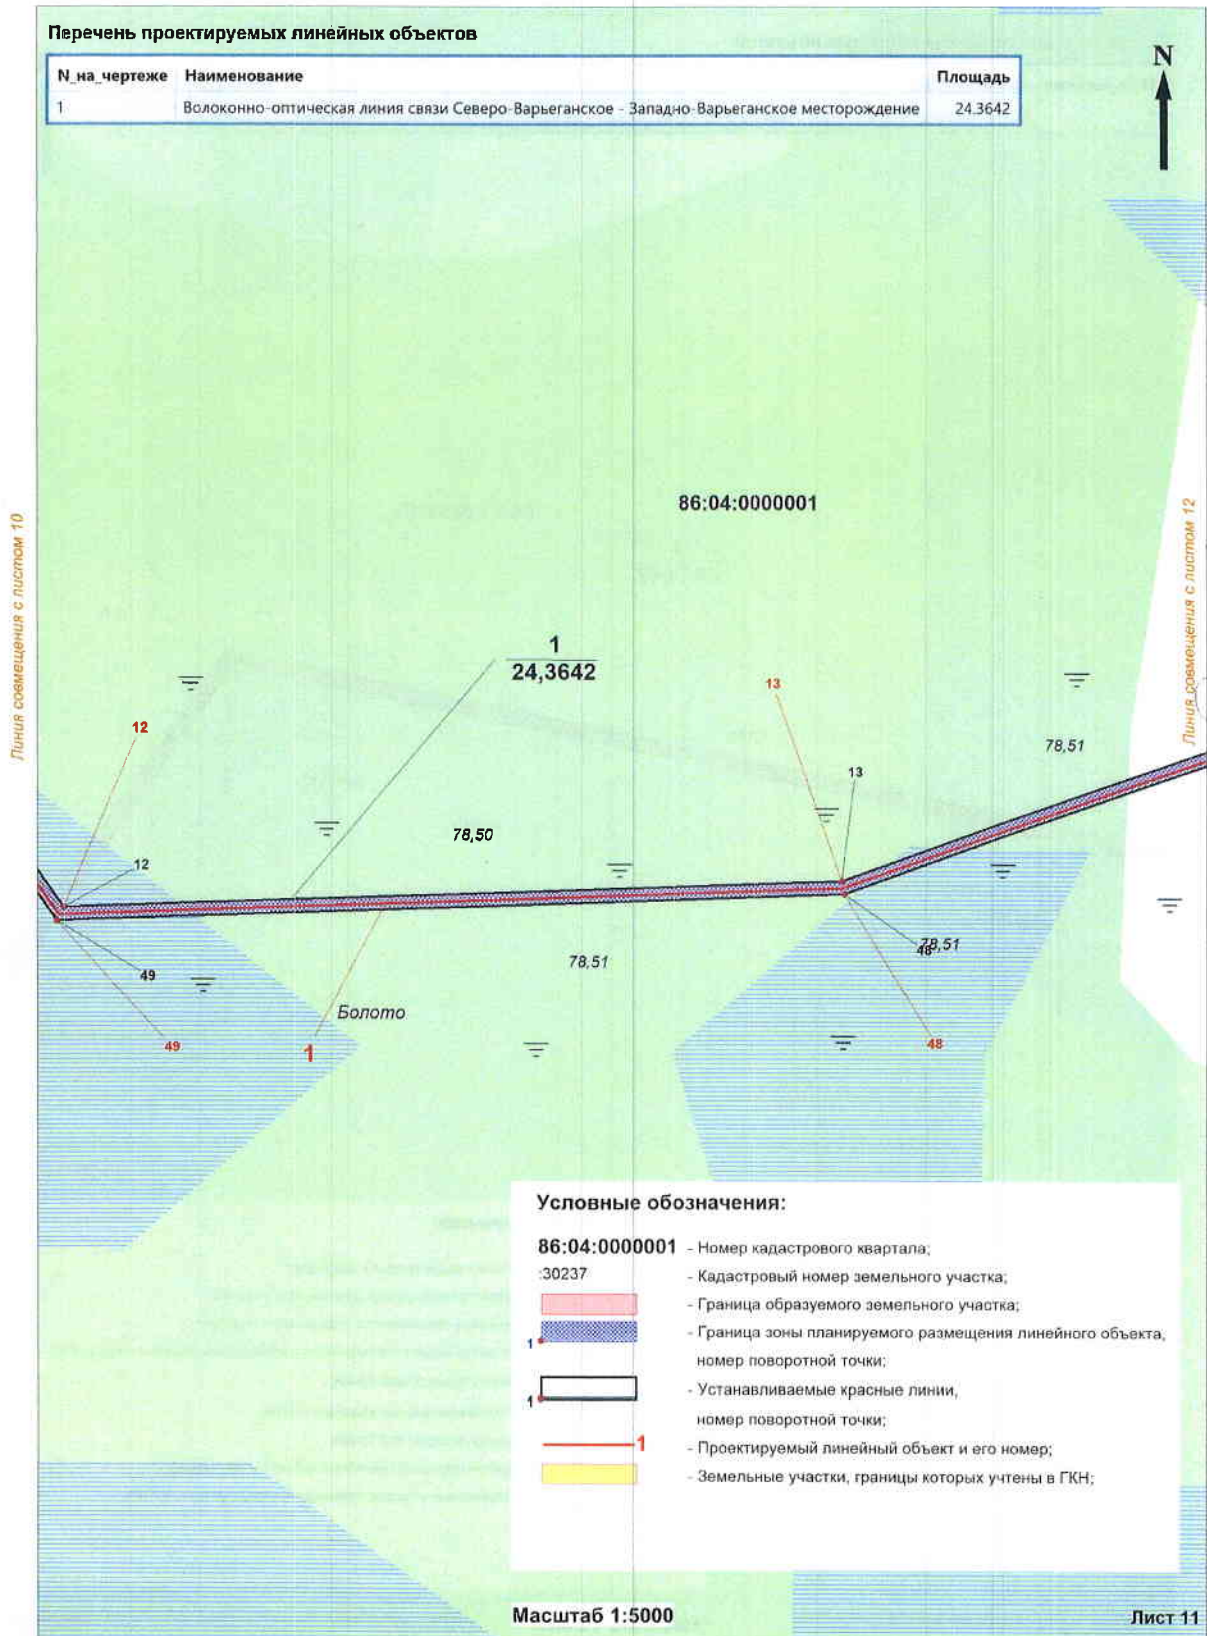 Перечень проектируемых линейных объектов
N_на_чертеже Наименование Площадь
1 Волоконно-оптическая линия связи Северо-Варьеганское - Западно-Варьеганское месторождение 24.3642
N
86:04:0000001
Линия совмещения с листом 10
Линия совмещения с листом 12
1
24,3642
13
12
78,51
13
78,50
12
78,51
48
78,51
49
Болото
49
1
48
Условные обозначения:
86:04:0000001 - Номер кадастрового квартала;
:30237 - Кадастровый номер земельного участка;
- Граница образуемого земельного участка;
1 - Граница зоны планируемого размещения линейного объекта,
номер поворотной точки;
1 - Устанавливаемые красные линии,
номер поворотной точки;
1 - Проектируемый линейный объект и его номер;
- Земельные участки, границы которых учтены в ГКН;
Масштаб 1:5000
Лист 11